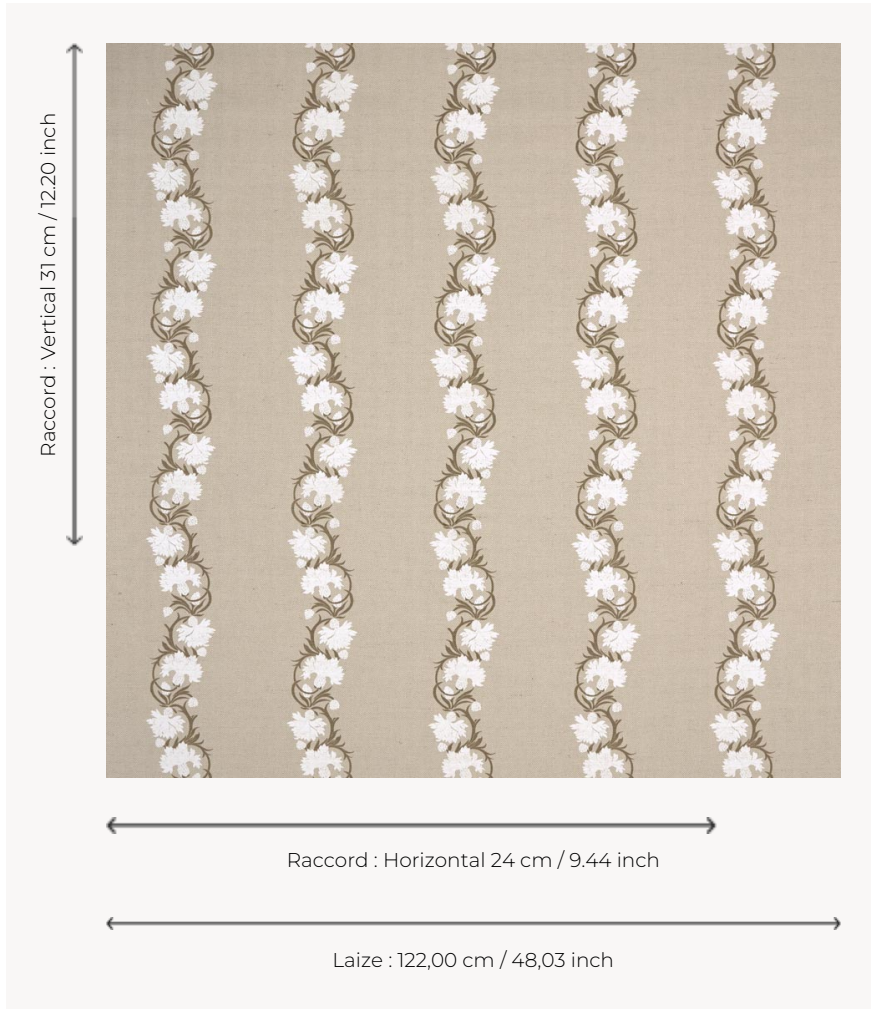 Raccord : Vertical 31 cm / 12.20 inch
Raccord : Horizontal 24 cm / 9.44 inch
Laize : 122,00 cm / 48,03 inch